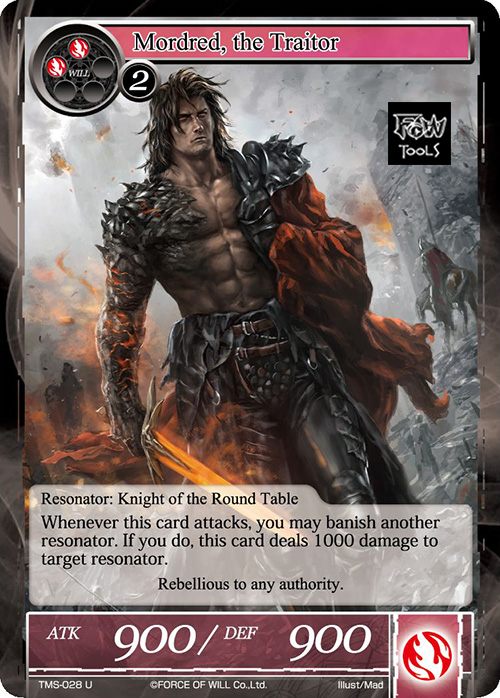 Mordred, the Traitor
WILL
2
FOW
TOOLS
Resonator: Knight of the Round Table
Whenever this card attacks, you may banish another
resonator. If you do, this card deals 1000 damage to
target resonator.
Rebellious to any authority.
ATK 900/ DEF 900
TMS-028 U ©FORCE OF WILL Co.,Ltd. Illust/Mad